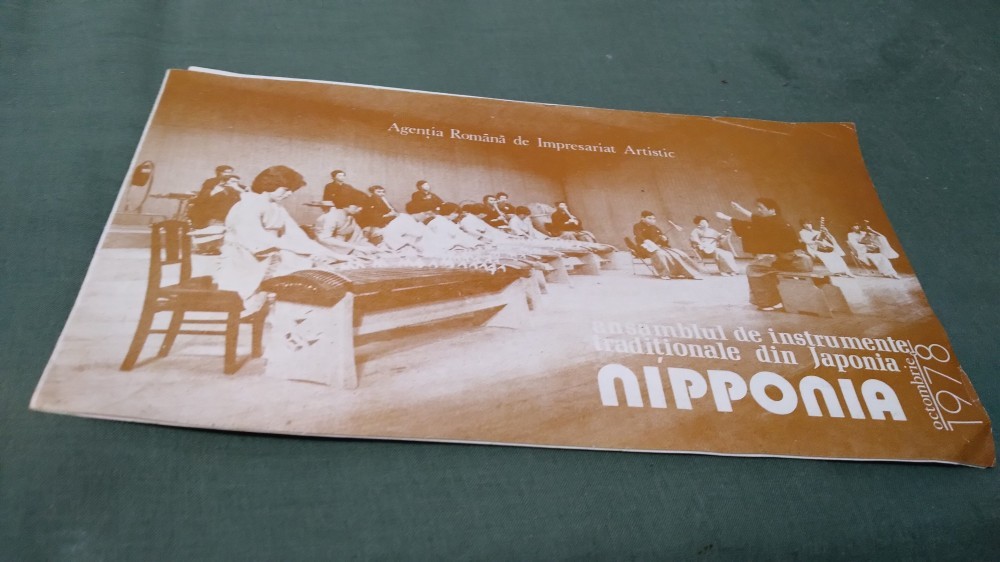 Agenția Română de Impresariat Artistic
ansamblul de instrumente
tradiționale din Japonia
NIPPONIA
octombrie
1978